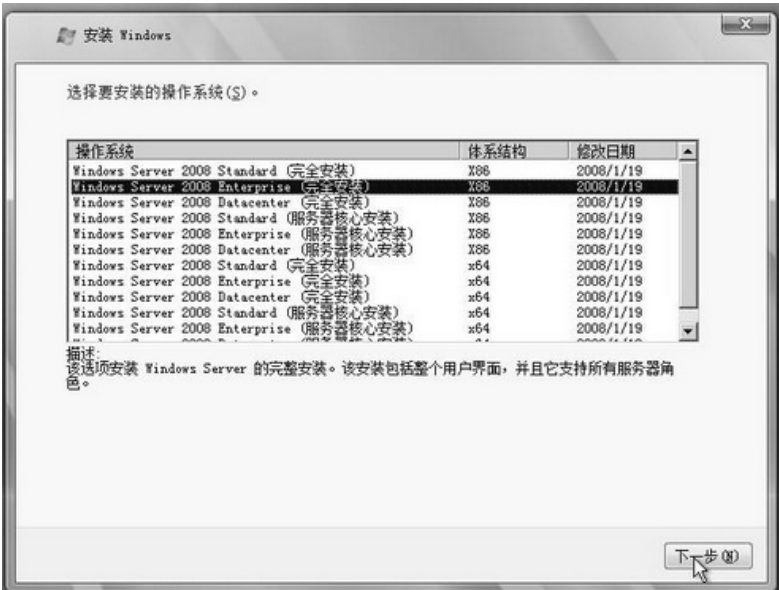 安装 Windows
选择要安装的操作系统(S)。
操作系统 体系结构 修改日期
Windows Server 2008 Standard (完全安装) X86 2008/1/19
Windows Server 2008 Enterprise (完全安装) X86 2008/1/19
Windows Server 2008 Datacenter (完全安装) X86 2008/1/19
Windows Server 2008 Standard (服务器核心安装) X86 2008/1/19
Windows Server 2008 Enterprise (服务器核心安装) X86 2008/1/19
Windows Server 2008 Datacenter (服务器核心安装) X86 2008/1/19
Windows Server 2008 Standard (完全安装) x64 2008/1/19
Windows Server 2008 Enterprise (完全安装) x64 2008/1/19
Windows Server 2008 Datacenter (完全安装) x64 2008/1/19
Windows Server 2008 Standard (服务器核心安装) x64 2008/1/19
Windows Server 2008 Enterprise (服务器核心安装) x64 2008/1/19
描述:
该选项安装 Windows Server 的完整安装。该安装包括整个用户界面，并且它支持所有服务器角
色。
下一步(N)